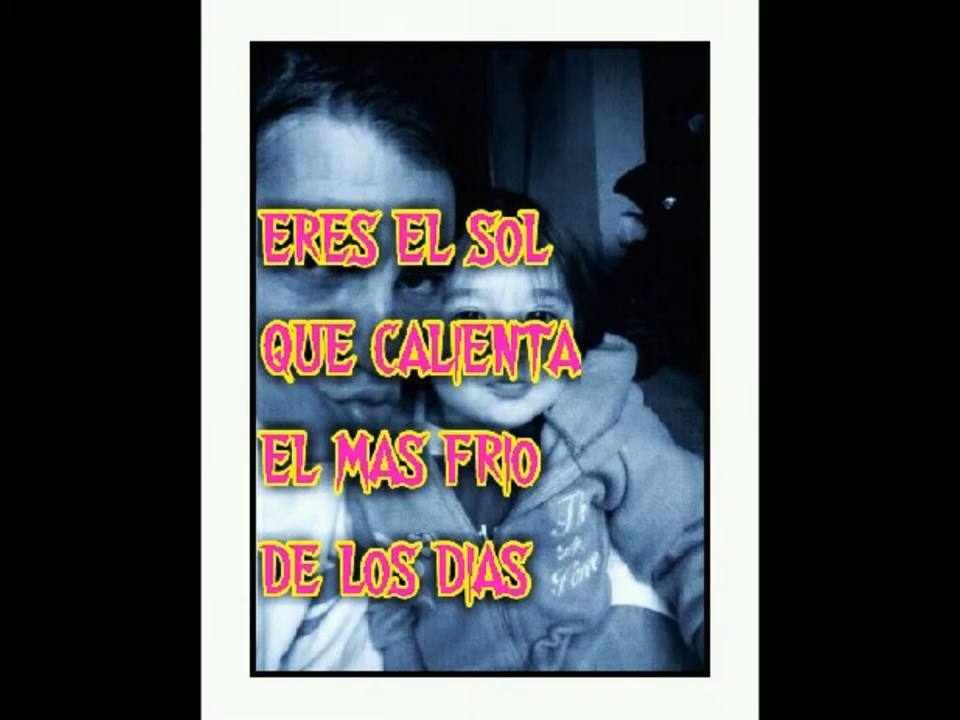 ERES EL SOL
QUE CALIENTA
EL MAS FRIO
DE LOS DIAS